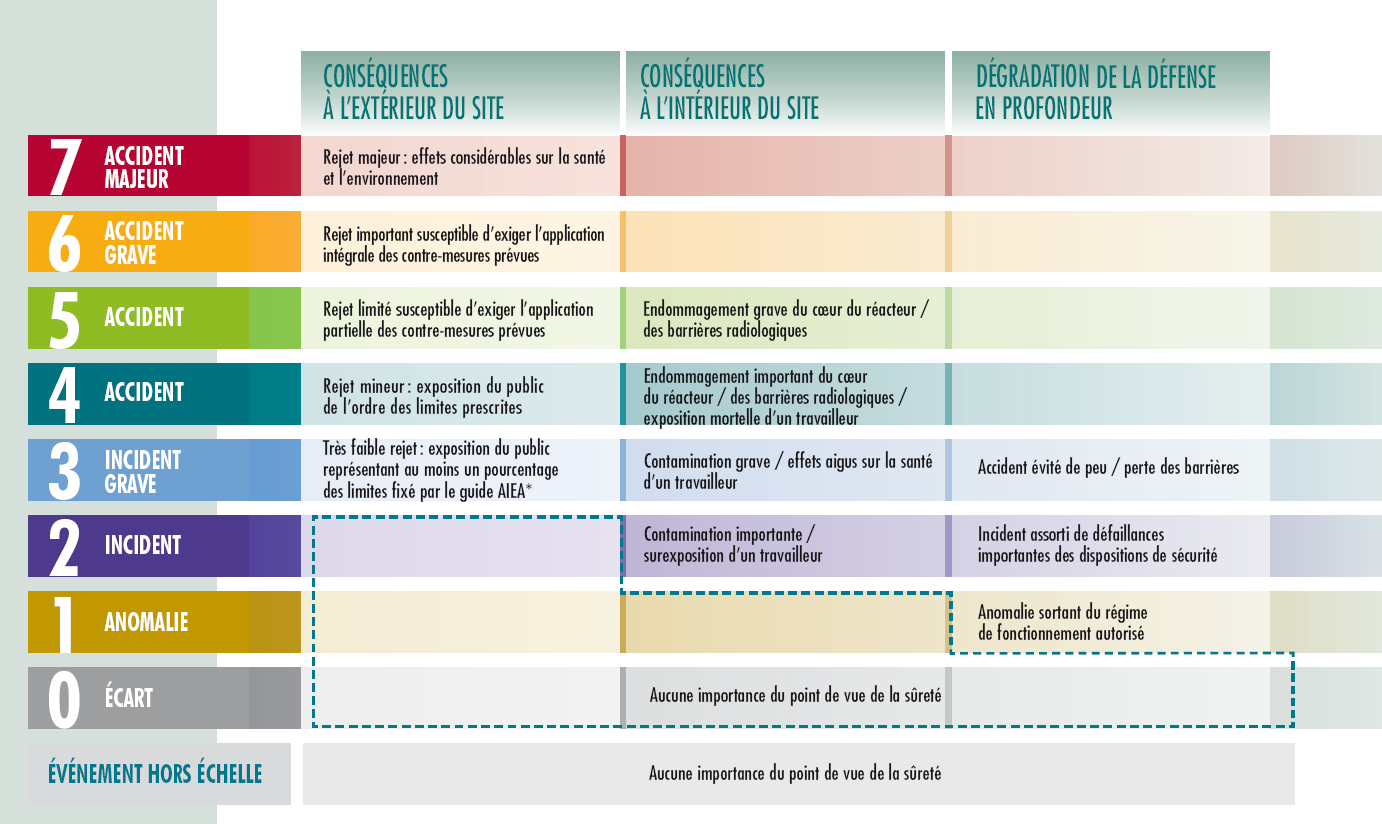 CONSÉQUENCES
À L'EXTÉRIEUR DU SITE
CONSÉQUENCES
À L'INTÉRIEUR DU SITE
DÉGRADATION DE LA DÉFENSE
EN PROFONDEUR
7
ACCIDENT
MAJEUR
Rejet majeur : effets considérables sur la santé
et l'environnement
6
ACCIDENT
GRAVE
Rejet important susceptible d'exiger l'application
intégrale des contre-mesures prévues
5
ACCIDENT
Rejet limité susceptible d'exiger l'application
partielle des contre-mesures prévues
Endommagement grave du cœur du réacteur /
des barrières radiologiques
4
ACCIDENT
Rejet mineur : exposition du public
de l'ordre des limites prescrites
Endommagement important du cœur
du réacteur / des barrières radiologiques /
exposition mortelle d'un travailleur
3
INCIDENT
GRAVE
Très faible rejet : exposition du public
représentant au moins un pourcentage
des limites fixé par le guide AIEA*
Contamination grave / effets aigus sur la santé
d'un travailleur
Accident évité de peu / perte des barrières
2
INCIDENT
Contamination importante /
surexposition d'un travailleur
Incident assorti de défaillances
importantes des dispositions de sécurité
1
ANOMALIE
Anomalie sortant du régime
de fonctionnement autorisé
0
ÉCART
Aucune importance du point de vue de la sûreté
ÉVÉNEMENT HORS ÉCHELLE
Aucune importance du point de vue de la sûreté